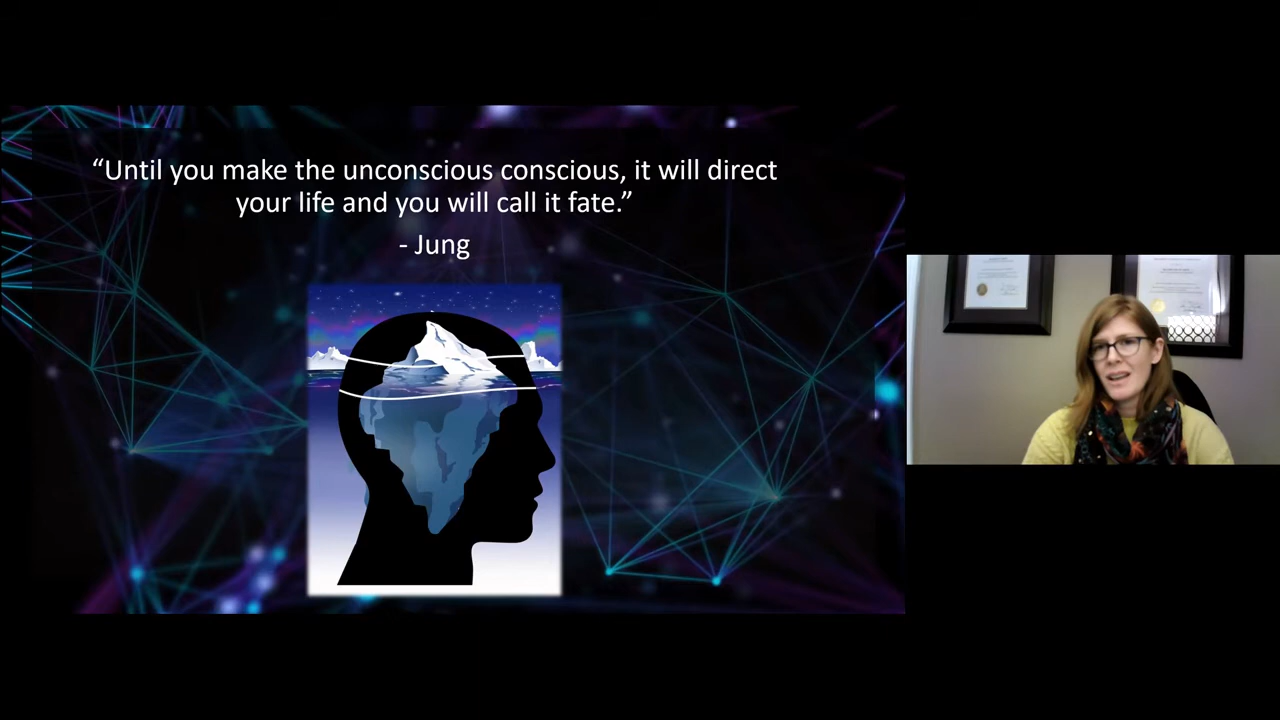 “Until you make the unconscious conscious, it will direct
your life and you will call it fate.”
- Jung